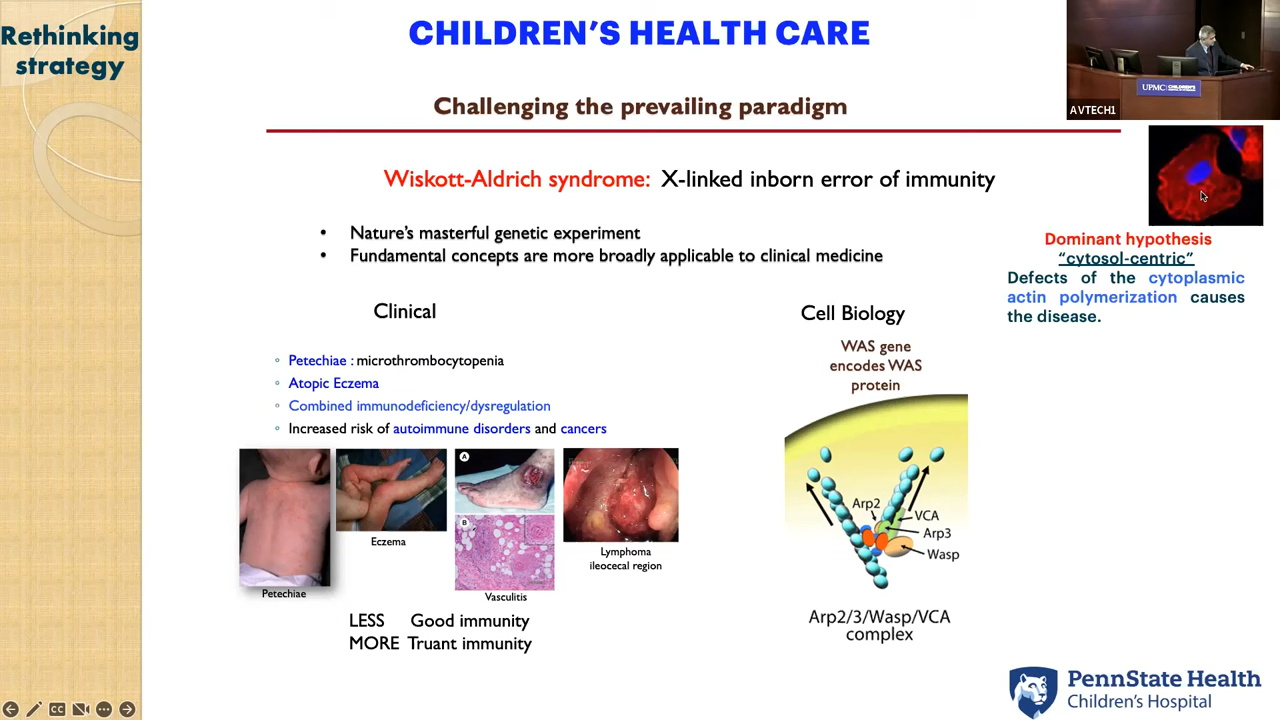 Rethinking
strategy
CHILDREN'S HEALTH CARE
UPMC CHILDREN'S
AVTECH1
Challenging the prevailing paradigm
Wiskott-Aldrich syndrome: X-linked inborn error of immunity
• Nature's masterful genetic experiment
• Fundamental concepts are more broadly applicable to clinical medicine
Dominant hypothesis
"cytosol-centric"
Defects of the cytoplasmic
actin polymerization causes
the disease.
Clinical
◦ Petechiae : microthrombocytopenia
◦ Atopic Eczema
◦ Combined immunodeficiency/dysregulation
◦ Increased risk of autoimmune disorders and cancers
Petechiae
Eczema
A
B
Vasculitis
Lymphoma
ileocecal region
LESS Good immunity
MORE Truant immunity
Cell Biology
WAS gene
encodes WAS
protein
Arp2
VCA
Arp3
Wasp
Arp2/3/Wasp/VCA
complex
PennState Health
Children's Hospital
CC